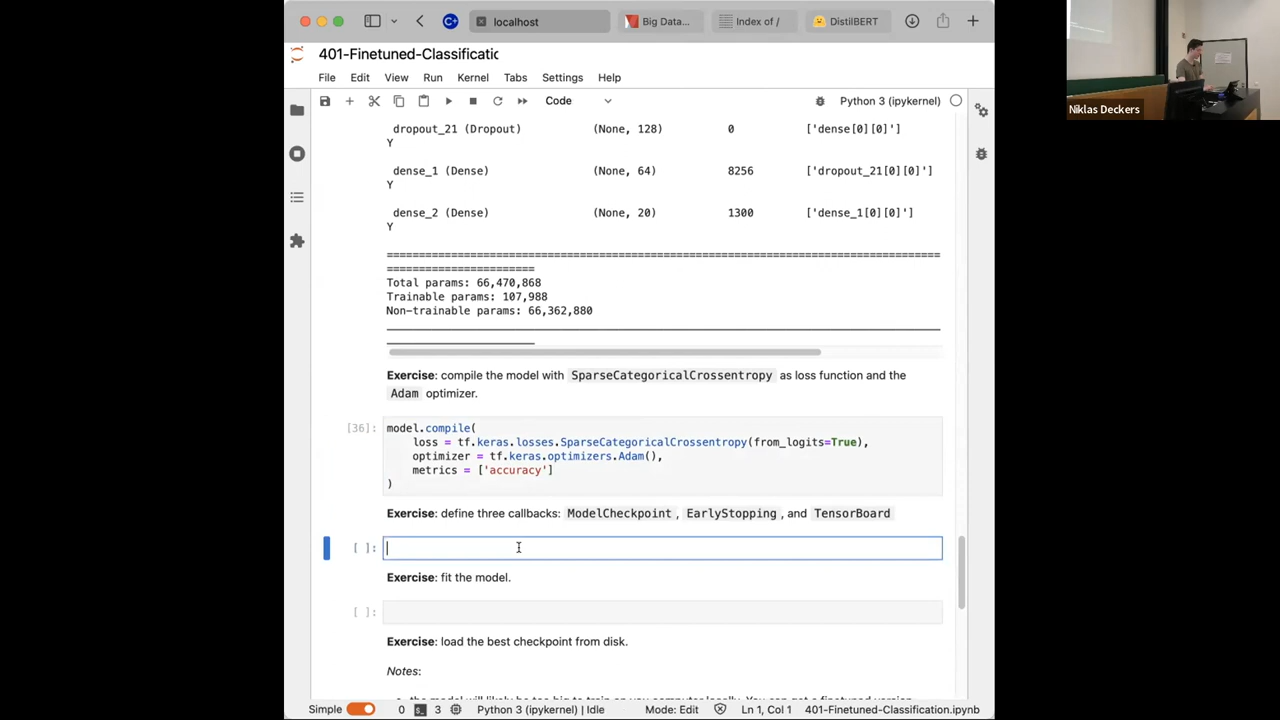 localhost
Big Data...
Index of /
DistilBERT
401-Finetuned-Classificatic
File Edit View Run Kernel Tabs Settings Help
Code
Python 3 (ipykernel)
dropout_21 (Dropout) (None, 128) 0 ['dense[0][0]']
Y
dense_1 (Dense) (None, 64) 8256 ['dropout_21[0][0]']
Y
dense_2 (Dense) (None, 20) 1300 ['dense_1[0][0]']
Y
=====================================================================================
=======================
Total params: 66,470,868
Trainable params: 107,988
Non-trainable params: 66,362,880
Exercise: compile the model with SparseCategoricalCrossentropy as loss function and the
Adam optimizer.
[36]: model.compile(
loss = tf.keras.losses.SparseCategoricalCrossentropy(from_logits=True),
optimizer = tf.keras.optimizers.Adam(),
metrics = ['accuracy']
)
Exercise: define three callbacks: ModelCheckpoint, EarlyStopping, and TensorBoard
[ ]:
Exercise: fit the model.
[ ]:
Exercise: load the best checkpoint from disk.
Notes:
Simple 0 3 Python 3 (ipykernel) | Idle Mode: Edit Ln 1, Col 1 401-Finetuned-Classification.ipynb
Niklas Deckers